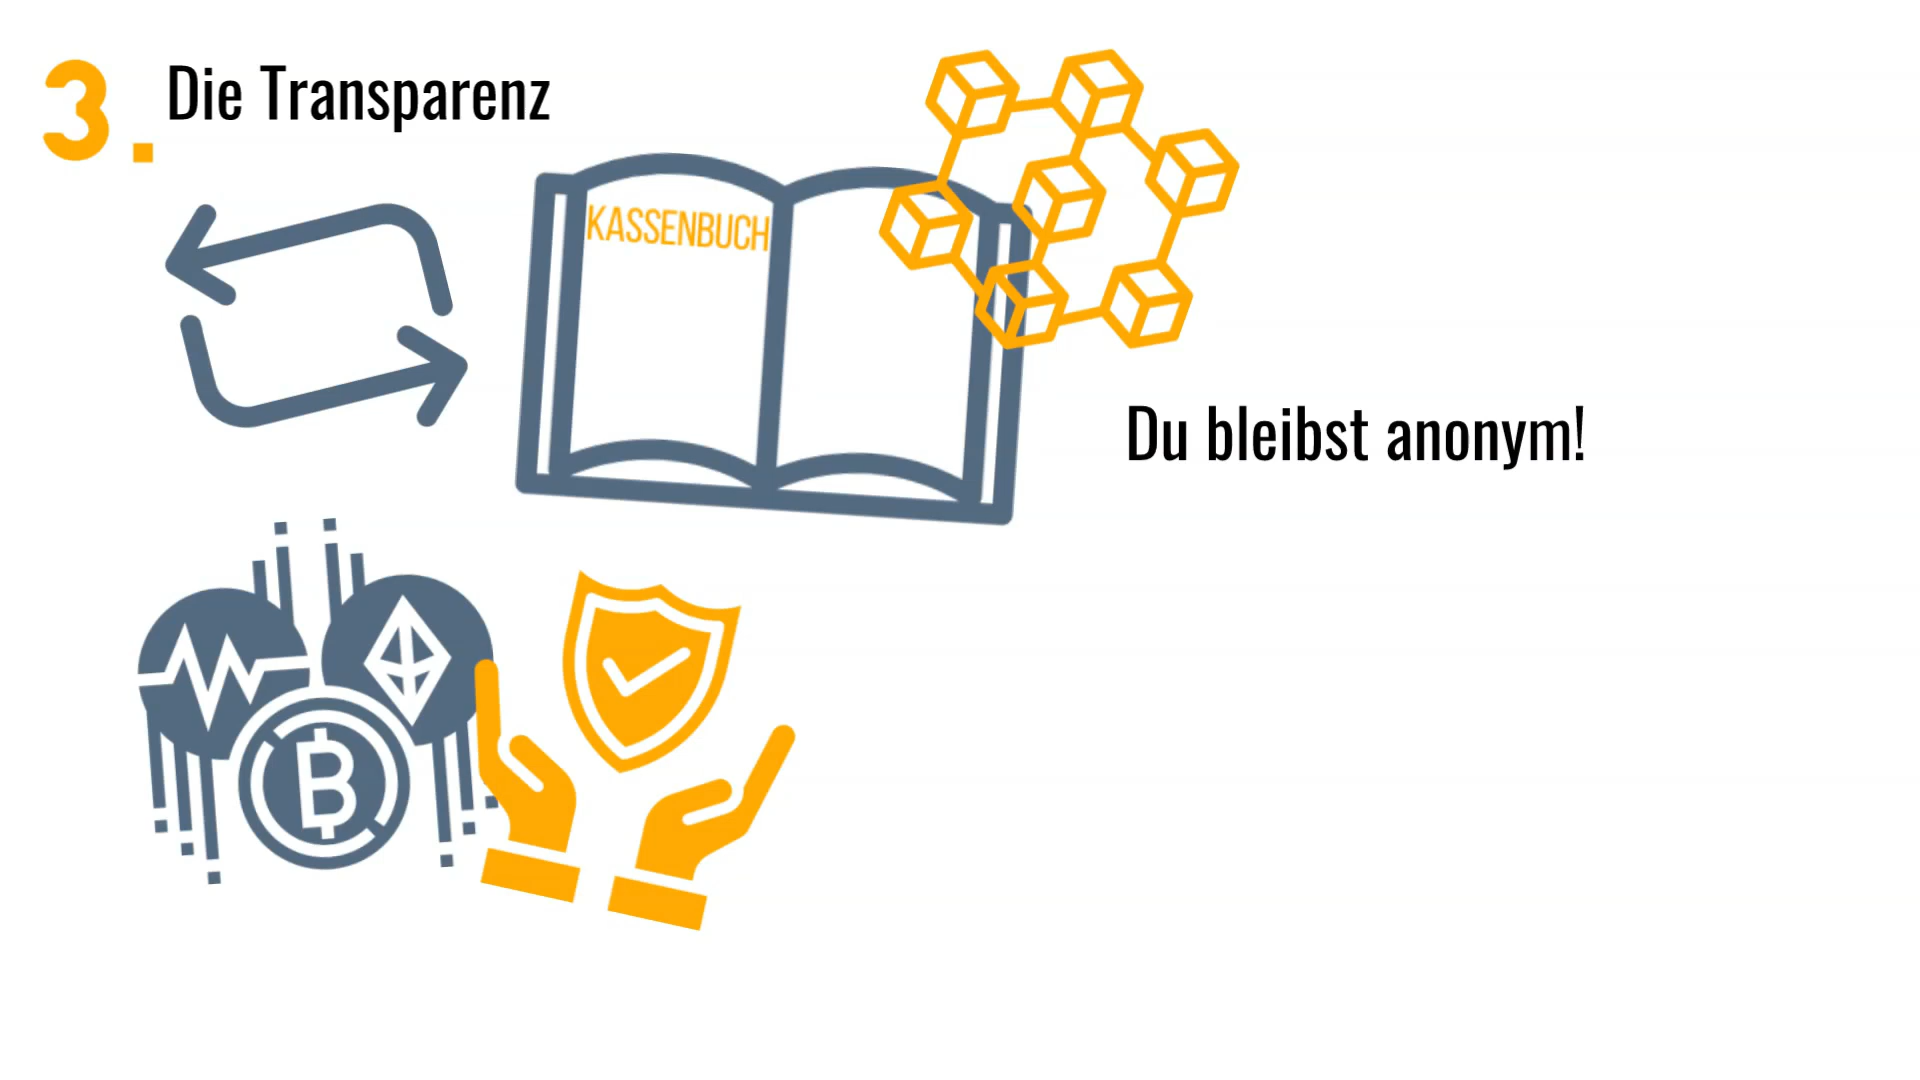 3. Die Transparenz
KASSENBUCH
Du bleibst anonym!